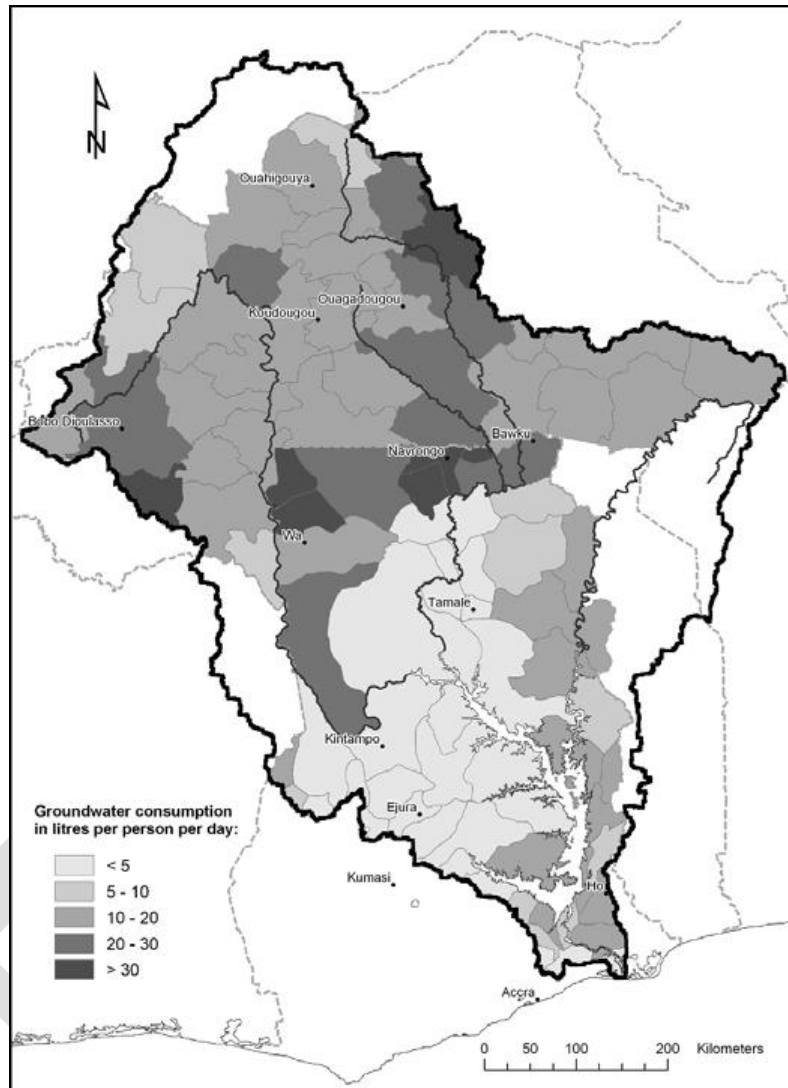 N
Ouahigouya
Ouagadougou
Koudougou
Bobo Dioulasso
Bawku
Navrongo
Wa
Tamale
Kintampo
Groundwater consumption
in litres per person per day:
Ejura
< 5
5 - 10
Kumasi
Ho
10 - 20
20 - 30
> 30
Accra
0 50 100 200 Kilometers